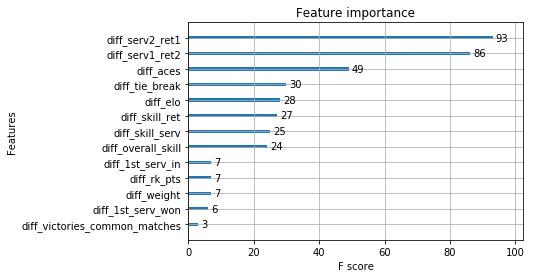 Feature importance
Features
diff_serv2_ret1 93
diff_serv1_ret2 86
diff_aces 49
diff_tie_break 30
diff_elo 28
diff_skill_ret 27
diff_skill_serv 25
diff_overall_skill 24
diff_1st_serv_in 7
diff_rk_pts 7
diff_weight 7
diff_1st_serv_won 6
diff_victories_common_matches 3
0 20 40 60 80 100
F score